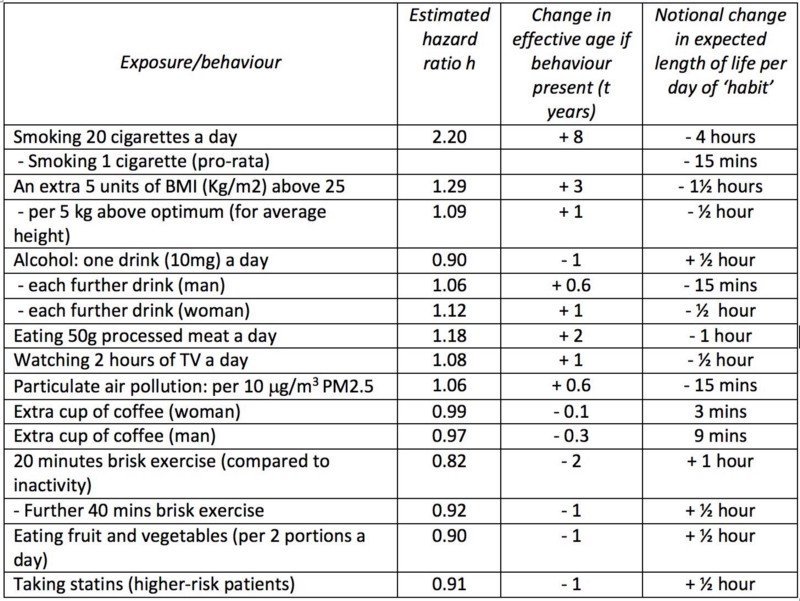 Exposure/behaviour | Estimated hazard ratio h | Change in effective age if behaviour present (t years) | Notional change in expected length of life per day of ‘habit’
Smoking 20 cigarettes a day | 2.20 | + 8 | - 4 hours
- Smoking 1 cigarette (pro-rata) | | | - 15 mins
An extra 5 units of BMI (Kg/m2) above 25 | 1.29 | + 3 | - 1½ hours
- per 5 kg above optimum (for average height) | 1.09 | + 1 | - ½ hour
Alcohol: one drink (10mg) a day | 0.90 | - 1 | + ½ hour
- each further drink (man) | 1.06 | + 0.6 | - 15 mins
- each further drink (woman) | 1.12 | + 1 | - ½ hour
Eating 50g processed meat a day | 1.18 | + 2 | - 1 hour
Watching 2 hours of TV a day | 1.08 | + 1 | - ½ hour
Particulate air pollution: per 10 μg/m³ PM2.5 | 1.06 | + 0.6 | - 15 mins
Extra cup of coffee (woman) | 0.99 | - 0.1 | 3 mins
Extra cup of coffee (man) | 0.97 | - 0.3 | 9 mins
20 minutes brisk exercise (compared to inactivity) | 0.82 | - 2 | + 1 hour
- Further 40 mins brisk exercise | 0.92 | - 1 | + ½ hour
Eating fruit and vegetables (per 2 portions a day) | 0.90 | - 1 | + ½ hour
Taking statins (higher-risk patients) | 0.91 | - 1 | + ½ hour